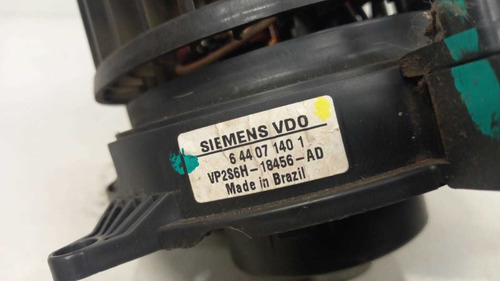 SIEMENS VDO
6 44 07 140 1
VP2S6H-18456-AD
Made in Brazil